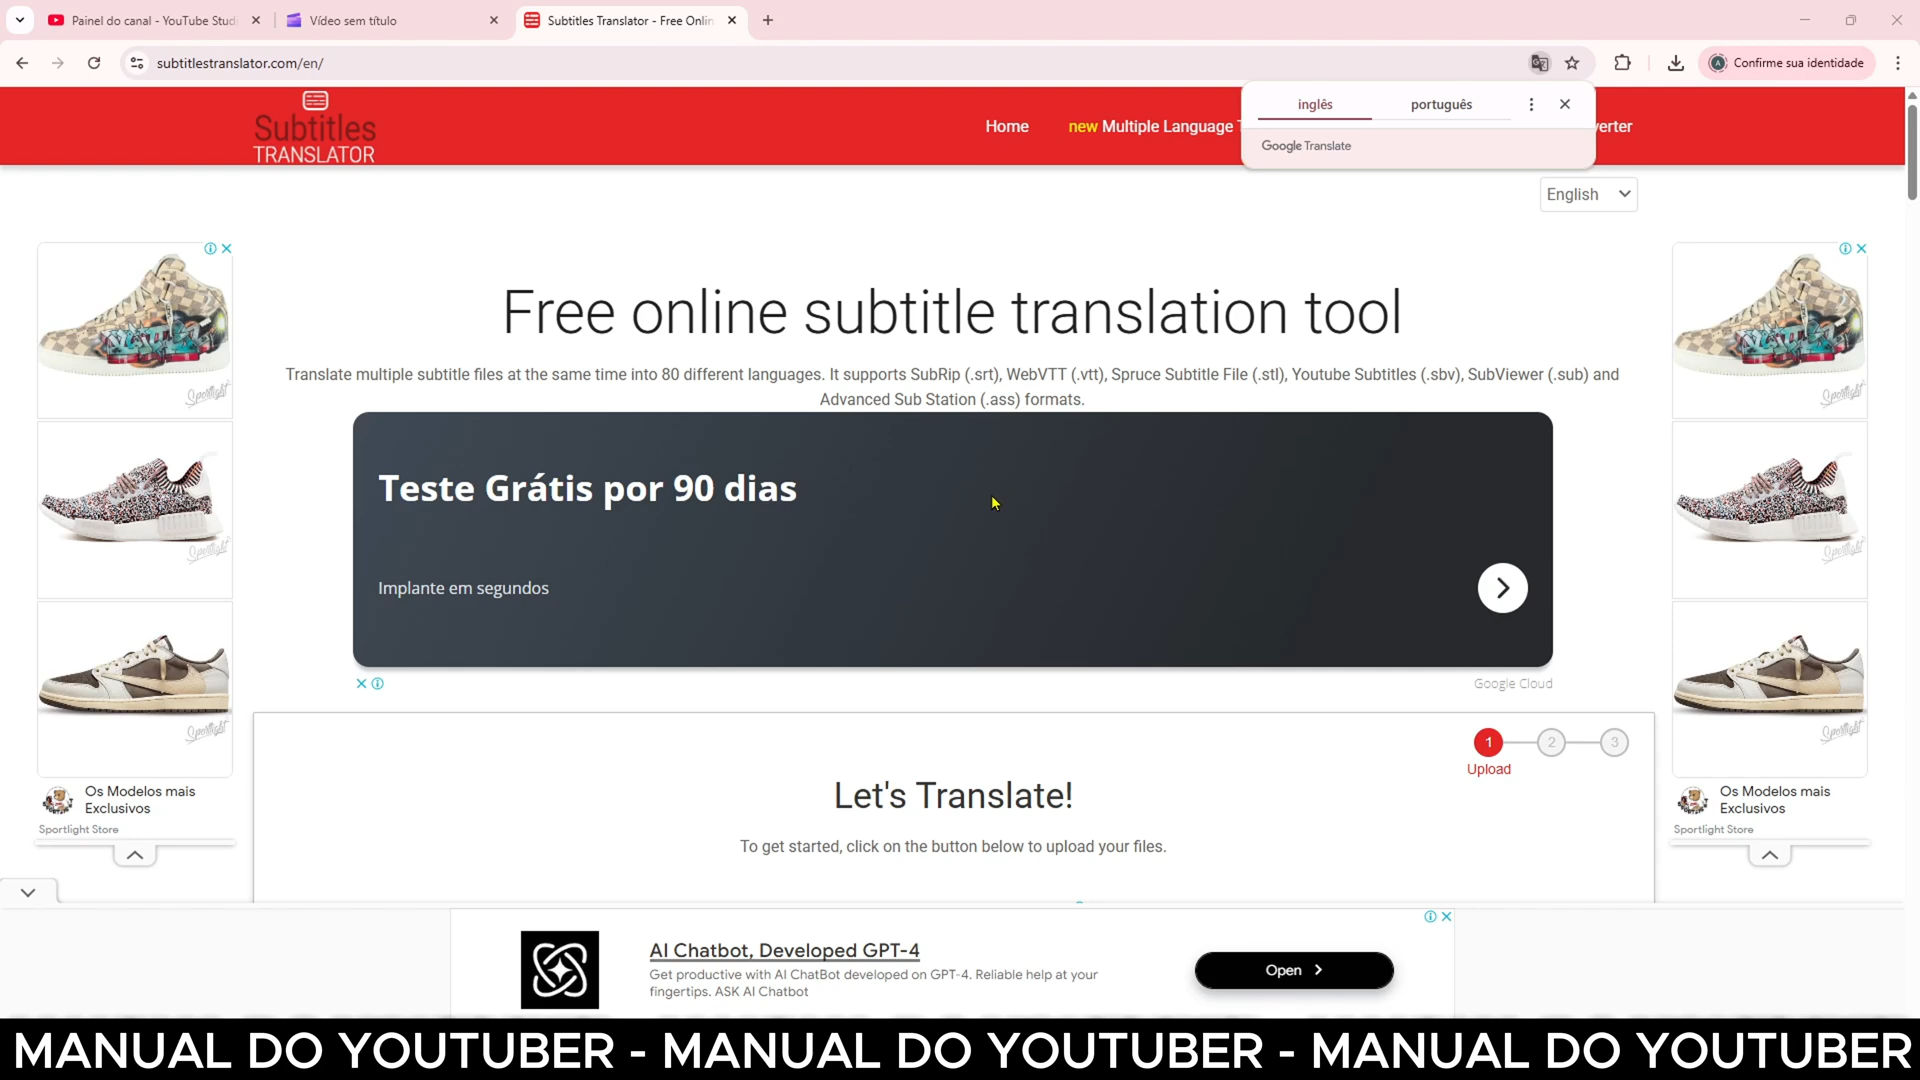 Painel do canal - YouTube Stud
Vídeo sem título
Subtitles Translator - Free Onlin
subtitlestranslator.com/en/
Confirme sua identidade
inglês
português
Google Translate
Subtitles
TRANSLATOR
Home
new Multiple Language T
verter
English
Free online subtitle translation tool
Translate multiple subtitle files at the same time into 80 different languages. It supports SubRip (.srt), WebVTT (.vtt), Spruce Subtitle File (.stl), Youtube Subtitles (.sbv), SubViewer (.sub) and
Advanced Sub Station (.ass) formats.
Teste Grátis por 90 dias
Implante em segundos
Google Cloud
Sportlight
Sportlight
Sportlight
Os Modelos mais
Exclusivos
Sportlight Store
Sportlight
Sportlight
Sportlight
Os Modelos mais
Exclusivos
Sportlight Store
1
2
3
Upload
Let's Translate!
To get started, click on the button below to upload your files.
AI Chatbot, Developed GPT-4
Get productive with AI ChatBot developed on GPT-4. Reliable help at your
fingertips. ASK AI Chatbot
Open
MANUAL DO YOUTUBER - MANUAL DO YOUTUBER - MANUAL DO YOUTUBER